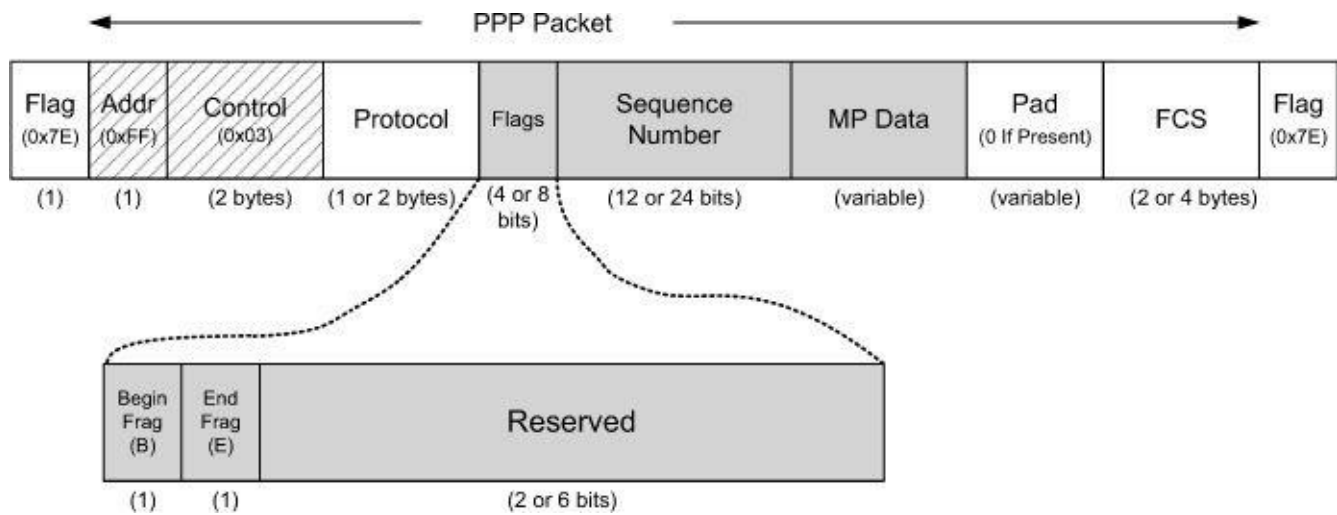 PPP Packet
Flag
(0x7E)
Addr
(0xFF)
Control
(0x03)
Protocol
Flags
Sequence
Number
MP Data
Pad
(0 If Present)
FCS
Flag
(0x7E)
(1)
(1)
(2 bytes)
(1 or 2 bytes)
(4 or 8
bits)
(12 or 24 bits)
(variable)
(variable)
(2 or 4 bytes)
(1)
Begin
Frag
(B)
End
Frag
(E)
Reserved
(1)
(1)
(2 or 6 bits)